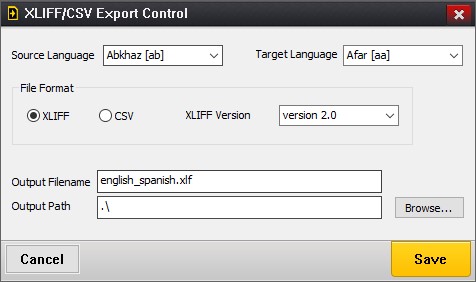 XLIFF/CSV Export Control
Source Language Abkhaz [ab] Target Language Afar [aa]
File Format
XLIFF CSV XLIFF Version version 2.0
Output Filename english_spanish.xlf
Output Path .\ Browse...
Cancel Save